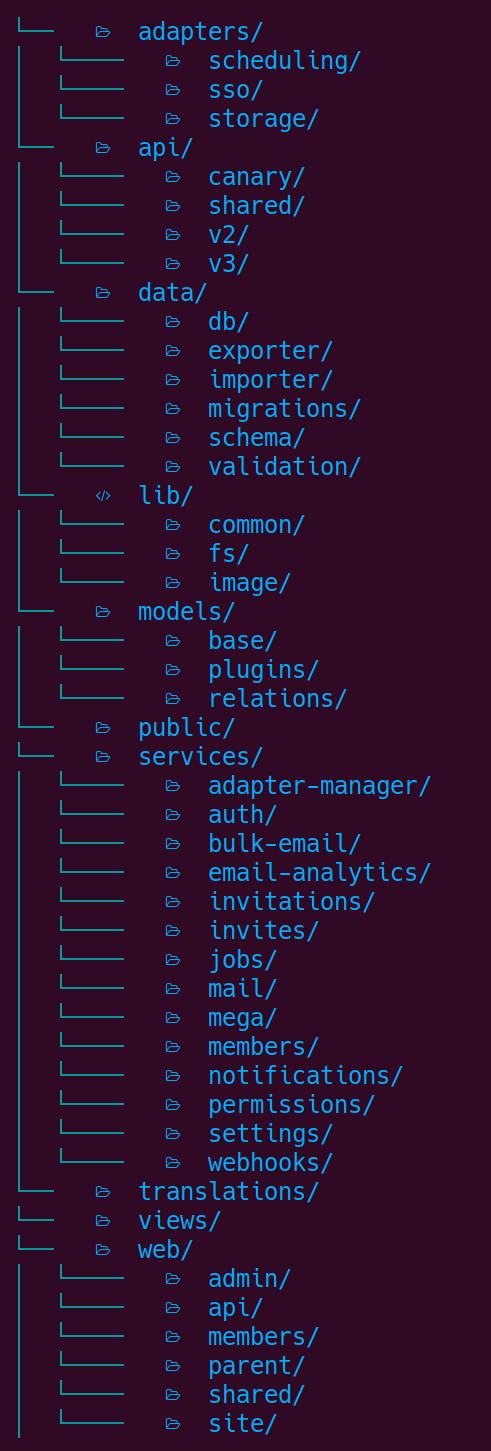 adapters/
scheduling/
sso/
storage/
api/
canary/
shared/
v2/
v3/
data/
db/
exporter/
importer/
migrations/
schema/
validation/
lib/
common/
fs/
image/
models/
base/
plugins/
relations/
public/
services/
adapter-manager/
auth/
bulk-email/
email-analytics/
invitations/
invites/
jobs/
mail/
mega/
members/
notifications/
permissions/
settings/
webhooks/
translations/
views/
web/
admin/
api/
members/
parent/
shared/
site/